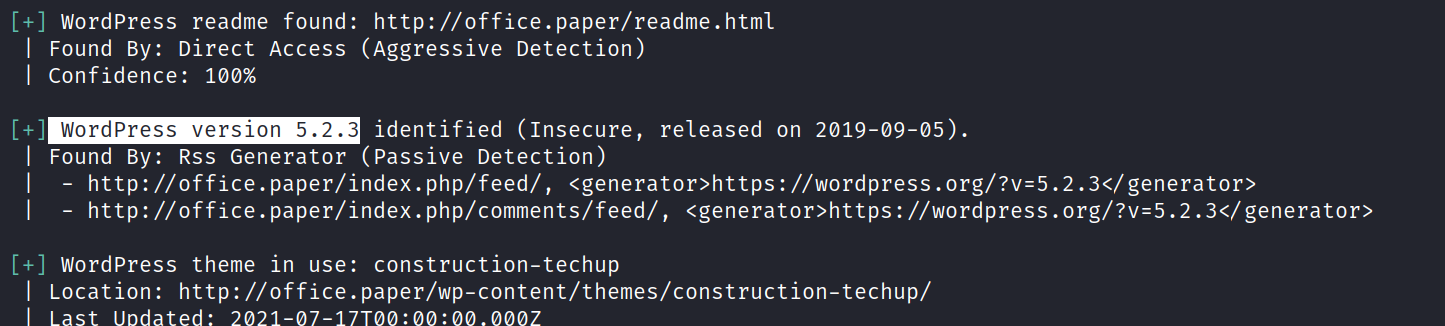 [+] WordPress readme found: http://office.paper/readme.html
| Found By: Direct Access (Aggressive Detection)
| Confidence: 100%
[+] WordPress version 5.2.3 identified (Insecure, released on 2019-09-05).
| Found By: Rss Generator (Passive Detection)
|  - http://office.paper/index.php/feed/, <generator>https://wordpress.org/?v=5.2.3</generator>
|  - http://office.paper/index.php/comments/feed/, <generator>https://wordpress.org/?v=5.2.3</generator>
[+] WordPress theme in use: construction-techup
| Location: http://office.paper/wp-content/themes/construction-techup/
| Last Updated: 2021-07-17T00:00:00.000Z